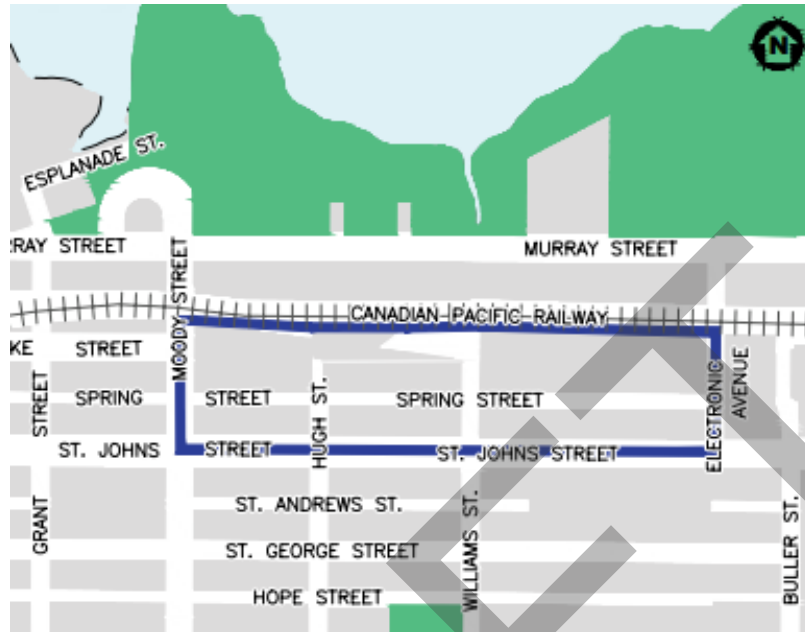 N
ESPLANADE ST.
RRAY STREET
MURRAY STREET
MOODY STREET
CANADIAN PACIFIC RAILWAY
KE STREET
STREET
SPRING STREET
SPRING STREET
HUGH ST.
ELECTRONIC
AVENUE
ST. JOHNS STREET
ST. JOHNS STREET
GRANT
ST. ANDREWS ST.
WILLIAMS ST.
BULLER ST.
ST. GEORGE STREET
HOPE STREET